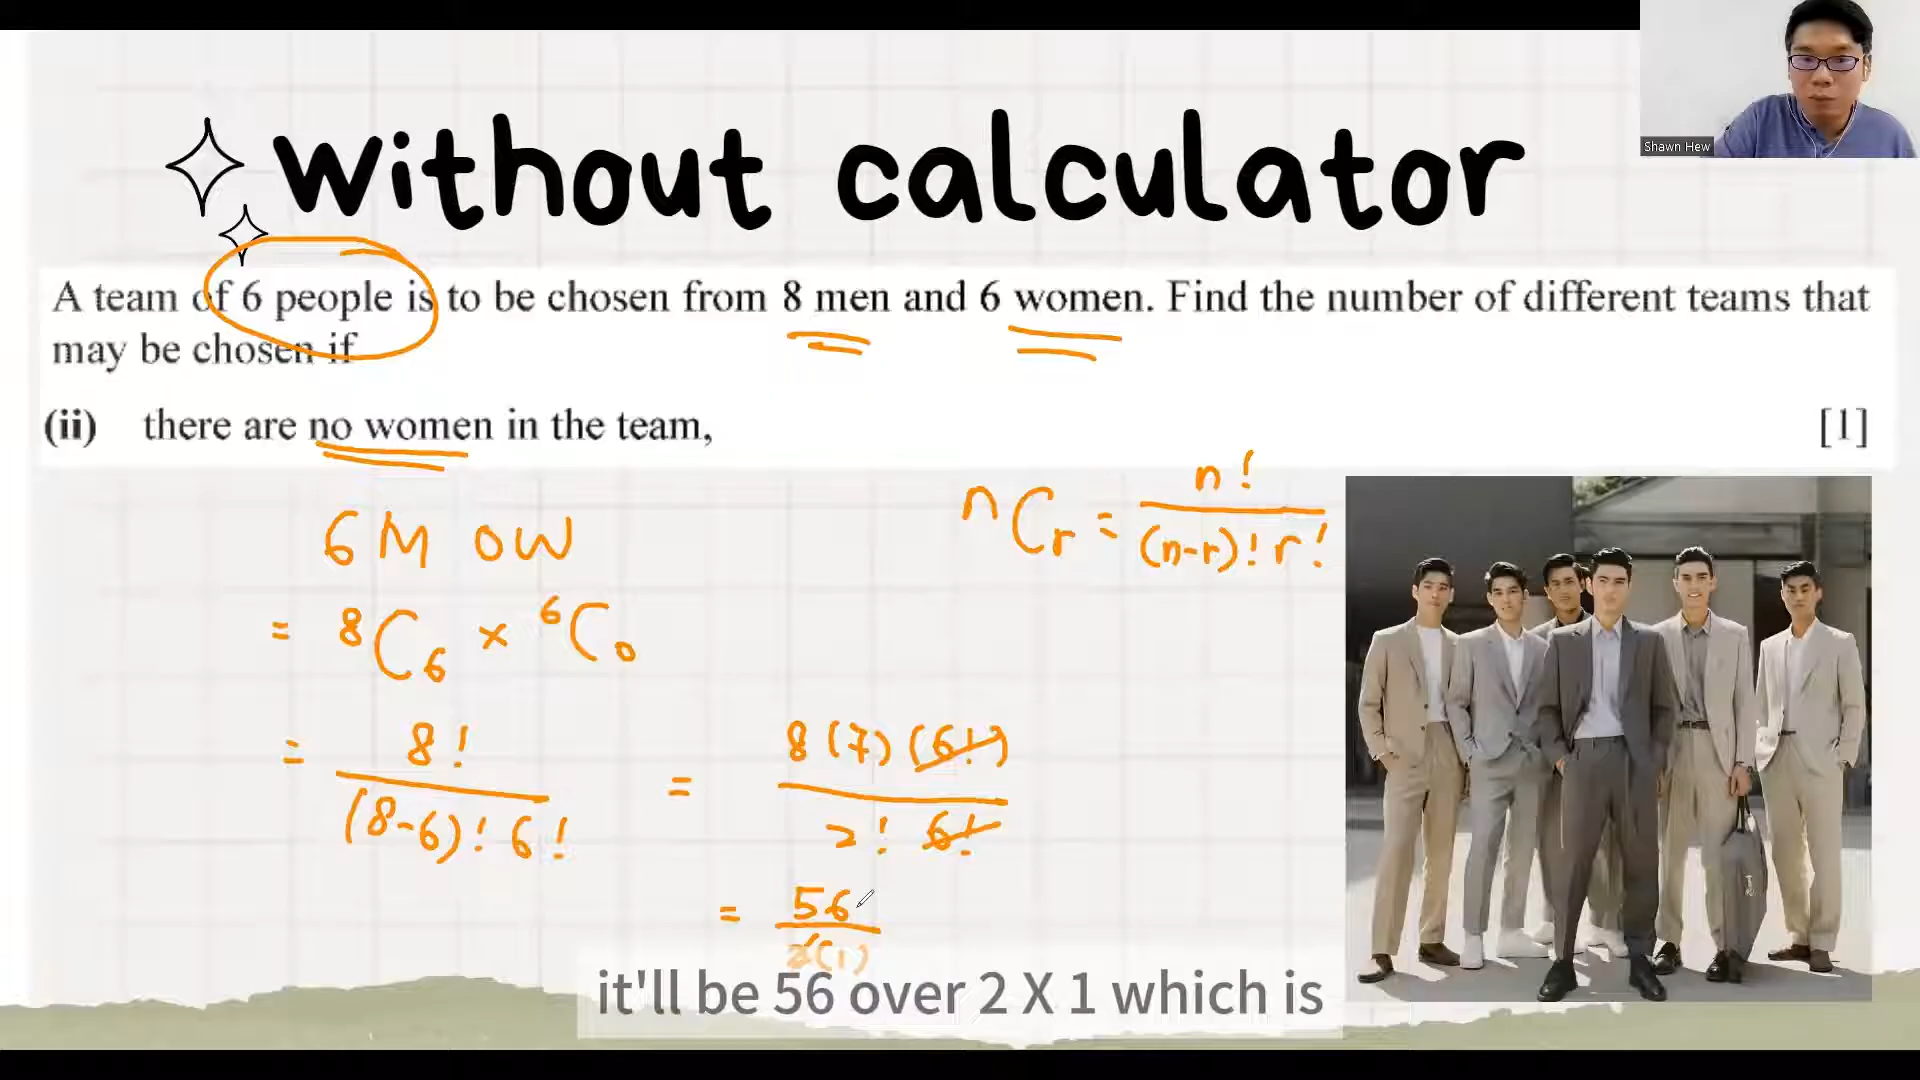 Shawn Hew
Without calculator
A team of 6 people is to be chosen from 8 men and 6 women. Find the number of different teams that
may be chosen if
(ii) there are no women in the team, [1]
nCr = n! / (n-r)! r!
6M 0W
= 8C6 × 6C0
= 8! / (8-6)! 6! = 8(7)(6!) / 2! 6!
= 56 / 2(1)
it'll be 56 over 2 X 1 which is